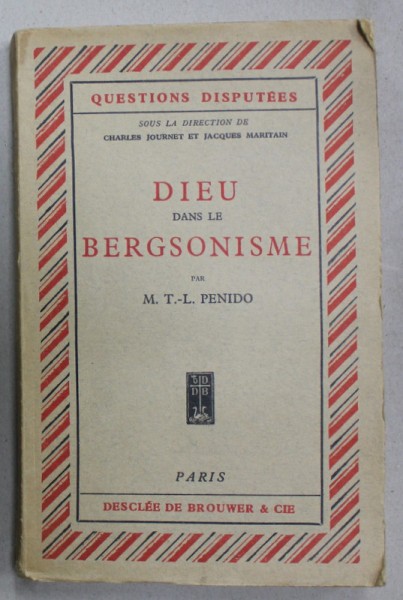 QUESTIONS DISPUTÉES
SOUS LA DIRECTION DE
CHARLES JOURNET ET JACQUES MARITAIN
DIEU
DANS LE
BERGSONISME
PAR
M. T.-L. PENIDO
D D
D B
PARIS
DESCLÉE DE BROUWER & CIE